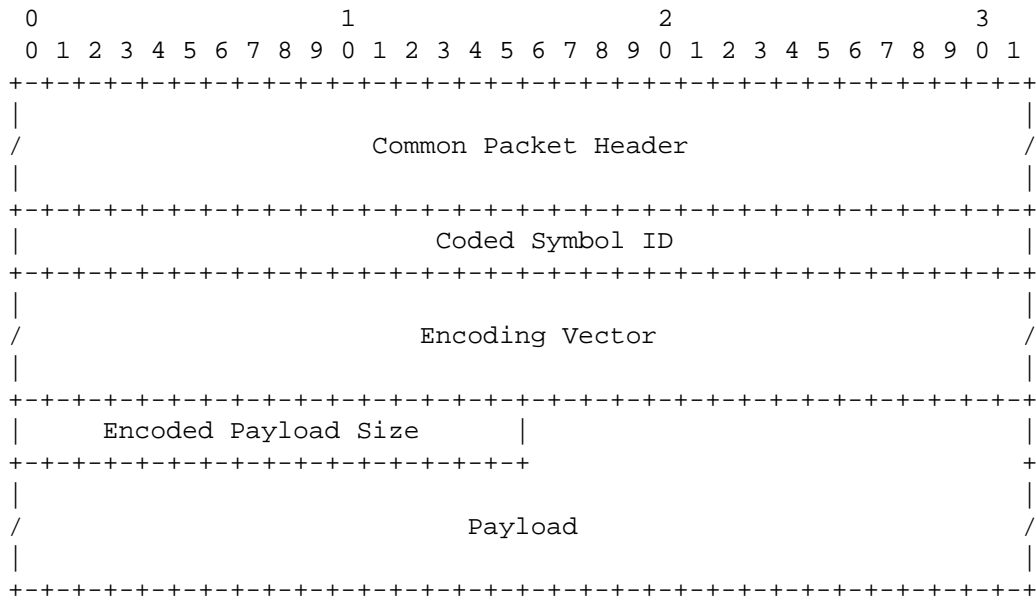 0                   1                   2                   3
 0 1 2 3 4 5 6 7 8 9 0 1 2 3 4 5 6 7 8 9 0 1 2 3 4 5 6 7 8 9 0 1
+-+-+-+-+-+-+-+-+-+-+-+-+-+-+-+-+-+-+-+-+-+-+-+-+-+-+-+-+-+-+-+-+
|                                                               |
/                      Common Packet Header                     /
|                                                               |
+-+-+-+-+-+-+-+-+-+-+-+-+-+-+-+-+-+-+-+-+-+-+-+-+-+-+-+-+-+-+-+-+
|                          Coded Symbol ID                      |
+-+-+-+-+-+-+-+-+-+-+-+-+-+-+-+-+-+-+-+-+-+-+-+-+-+-+-+-+-+-+-+-+
|                                                               |
/                         Encoding Vector                       /
|                                                               |
+-+-+-+-+-+-+-+-+-+-+-+-+-+-+-+-+-+-+-+-+-+-+-+-+-+-+-+-+-+-+-+-+
|     Encoded Payload Size      |                               |
+-+-+-+-+-+-+-+-+-+-+-+-+-+-+-+-+                               +
|                                                               |
/                            Payload                            /
|                                                               |
+-+-+-+-+-+-+-+-+-+-+-+-+-+-+-+-+-+-+-+-+-+-+-+-+-+-+-+-+-+-+-+-+